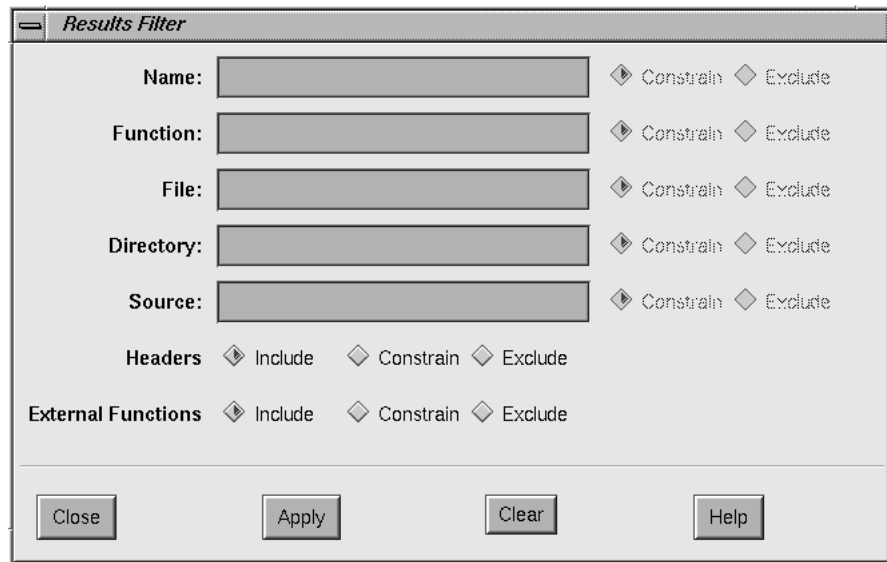 Results Filter
Name: Constrain Exclude
Function: Constrain Exclude
File: Constrain Exclude
Directory: Constrain Exclude
Source: Constrain Exclude
Headers Include Constrain Exclude
External Functions Include Constrain Exclude
Close Apply Clear Help